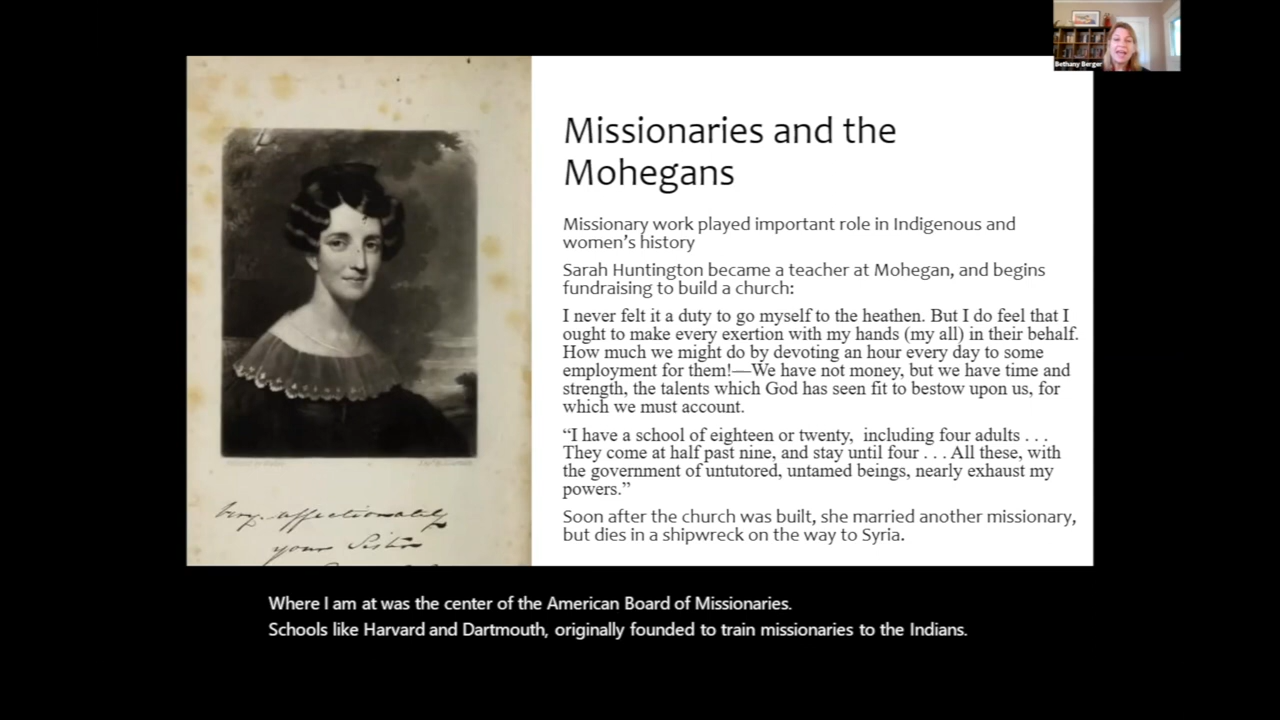 Bethany Berger
Missionaries and the
Mohegans
Missionary work played important role in Indigenous and
women's history
Sarah Huntington became a teacher at Mohegan, and begins
fundraising to build a church:
I never felt it a duty to go myself to the heathen. But I do feel that I
ought to make every exertion with my hands (my all) in their behalf.
How much we might do by devoting an hour every day to some
employment for them!—We have not money, but we have time and
strength, the talents which God has seen fit to bestow upon us, for
which we must account.
“I have a school of eighteen or twenty,  including four adults . . .
They come at half past nine, and stay until four . . . All these, with
the government of untutored, untamed beings, nearly exhaust my
powers.”
Soon after the church was built, she married another missionary,
but dies in a shipwreck on the way to Syria.
Very affectionately
your Sister
Where I am at was the center of the American Board of Missionaries.
Schools like Harvard and Dartmouth, originally founded to train missionaries to the Indians.